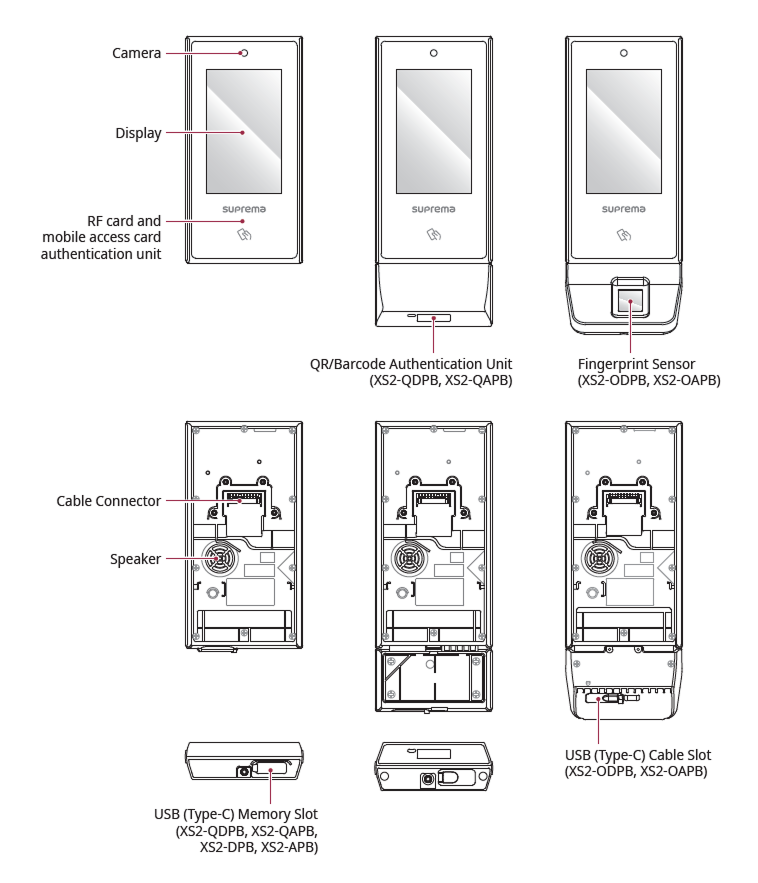 Camera
Display
suprema
suprema
suprema
RF card and
mobile access card
authentication unit
QR/Barcode Authentication Unit
(XS2-QDPB, XS2-QAPB)
Fingerprint Sensor
(XS2-ODPB, XS2-OAPB)
Cable Connector
Speaker
USB (Type-C) Cable Slot
(XS2-ODPB, XS2-OAPB)
USB (Type-C) Memory Slot
(XS2-QDPB, XS2-QAPB,
XS2-DPB, XS2-APB)